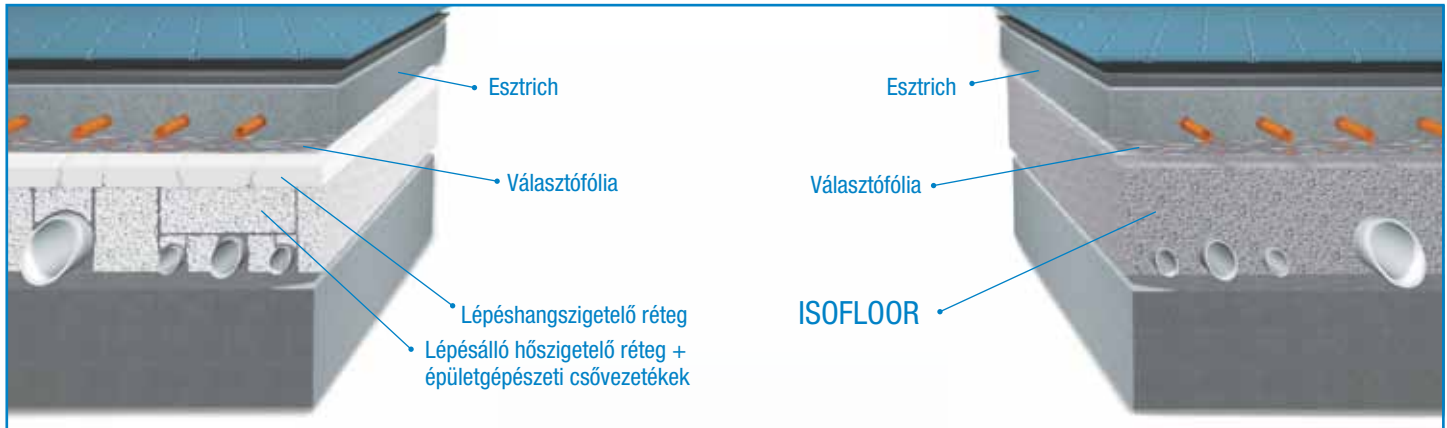 Esztrich
Választófólia
Lépéshangszigetelő réteg
Lépésálló hőszigetelő réteg +
épületgépészeti csővezetékek
Esztrich
Választófólia
ISOFLOOR